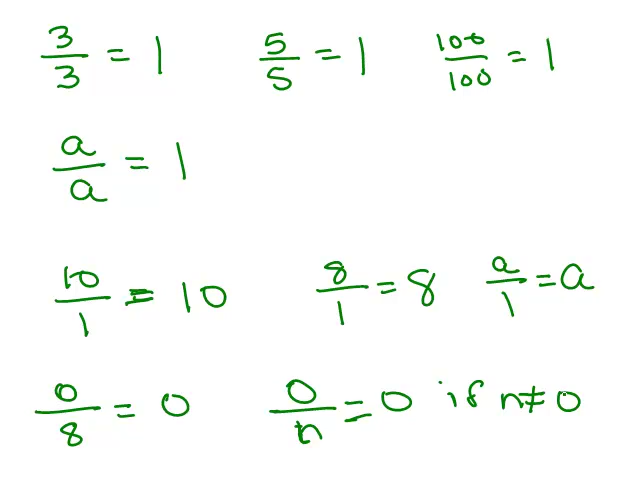 3/3 = 1 5/5 = 1 100/100 = 1
a/a = 1
10/1 = 10 8/1 = 8 a/1 = a
0/8 = 0 0/n = 0 if n≠0